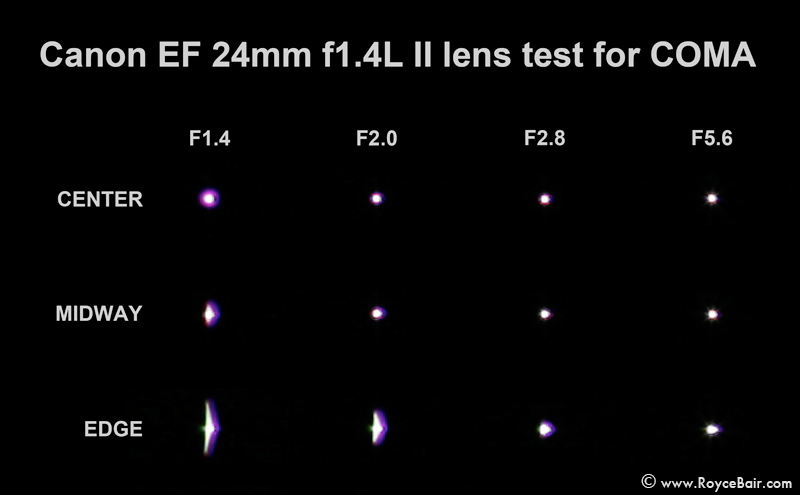 Canon EF 24mm f1.4L II lens test for COMA
F1.4 F2.0 F2.8 F5.6
CENTER
MIDWAY
EDGE
© www.RoyceBair.com